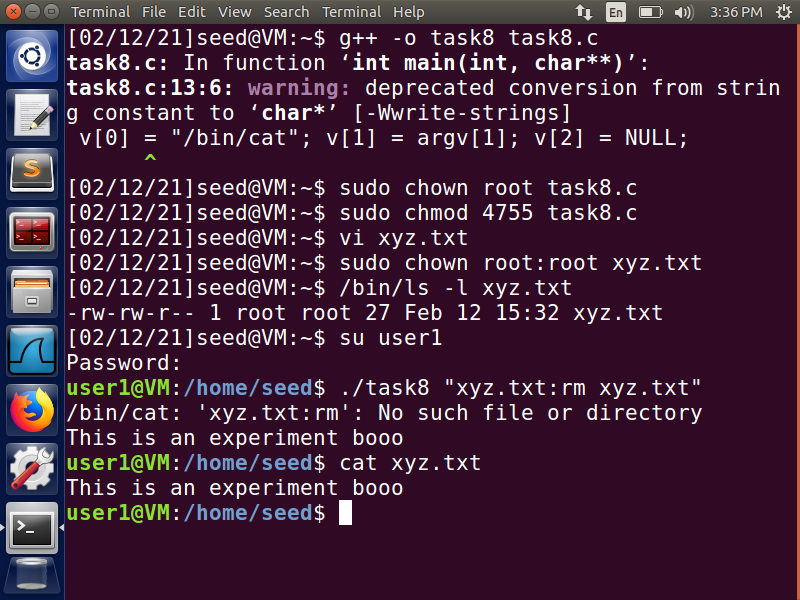 Terminal File Edit View Search Terminal Help En 3:36 PM
[02/12/21]seed@VM:~$ g++ -o task8 task8.c
task8.c: In function ‘int main(int, char**)’:
task8.c:13:6: warning: deprecated conversion from strin
g constant to ‘char*’ [-Wwrite-strings]
v[0] = "/bin/cat"; v[1] = argv[1]; v[2] = NULL;
^
[02/12/21]seed@VM:~$ sudo chown root task8.c
[02/12/21]seed@VM:~$ sudo chmod 4755 task8.c
[02/12/21]seed@VM:~$ vi xyz.txt
[02/12/21]seed@VM:~$ sudo chown root:root xyz.txt
[02/12/21]seed@VM:~$ /bin/ls -l xyz.txt
-rw-rw-r-- 1 root root 27 Feb 12 15:32 xyz.txt
[02/12/21]seed@VM:~$ su user1
Password:
user1@VM:/home/seed$ ./task8 "xyz.txt:rm xyz.txt"
/bin/cat: 'xyz.txt:rm': No such file or directory
This is an experiment booo
user1@VM:/home/seed$ cat xyz.txt
This is an experiment booo
user1@VM:/home/seed$